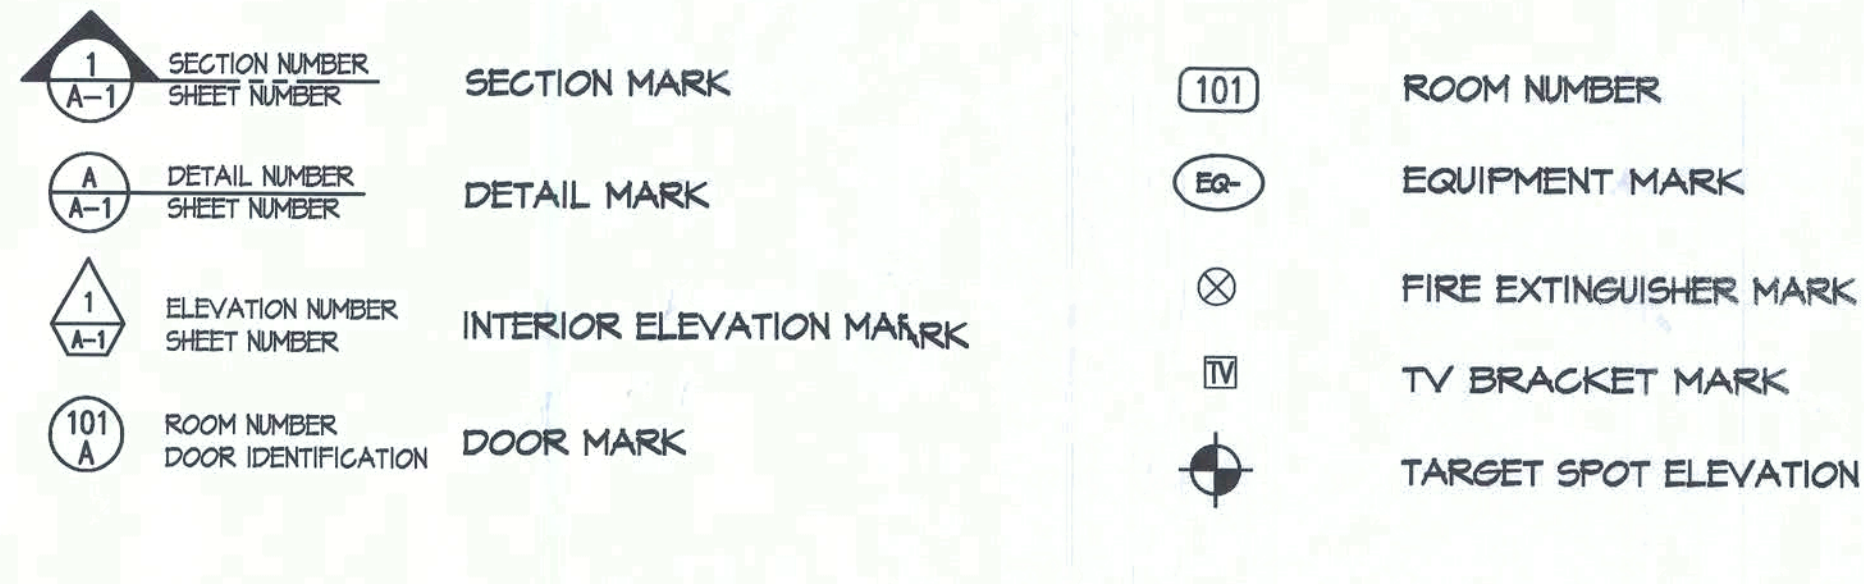 1
A-1
SECTION NUMBER
SHEET NUMBER
SECTION MARK
A
A-1
DETAIL NUMBER
SHEET NUMBER
DETAIL MARK
1
A-1
ELEVATION NUMBER
SHEET NUMBER
INTERIOR ELEVATION MARK
101
A
ROOM NUMBER
DOOR IDENTIFICATION
DOOR MARK
101
ROOM NUMBER
EQ-
EQUIPMENT MARK
FIRE EXTINGUISHER MARK
TV
TV BRACKET MARK
TARGET SPOT ELEVATION